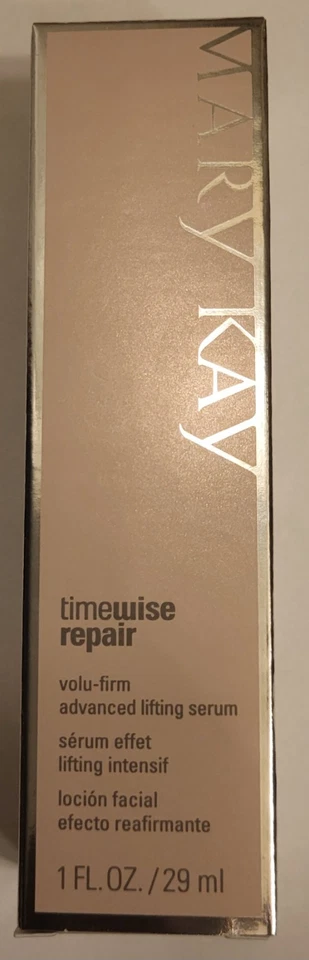 MARY KAY
timewise
repair
volu-firm
advanced lifting serum
sérum effet
lifting intensif
loción facial
efecto reafirmante
1 FL. OZ. / 29 ml